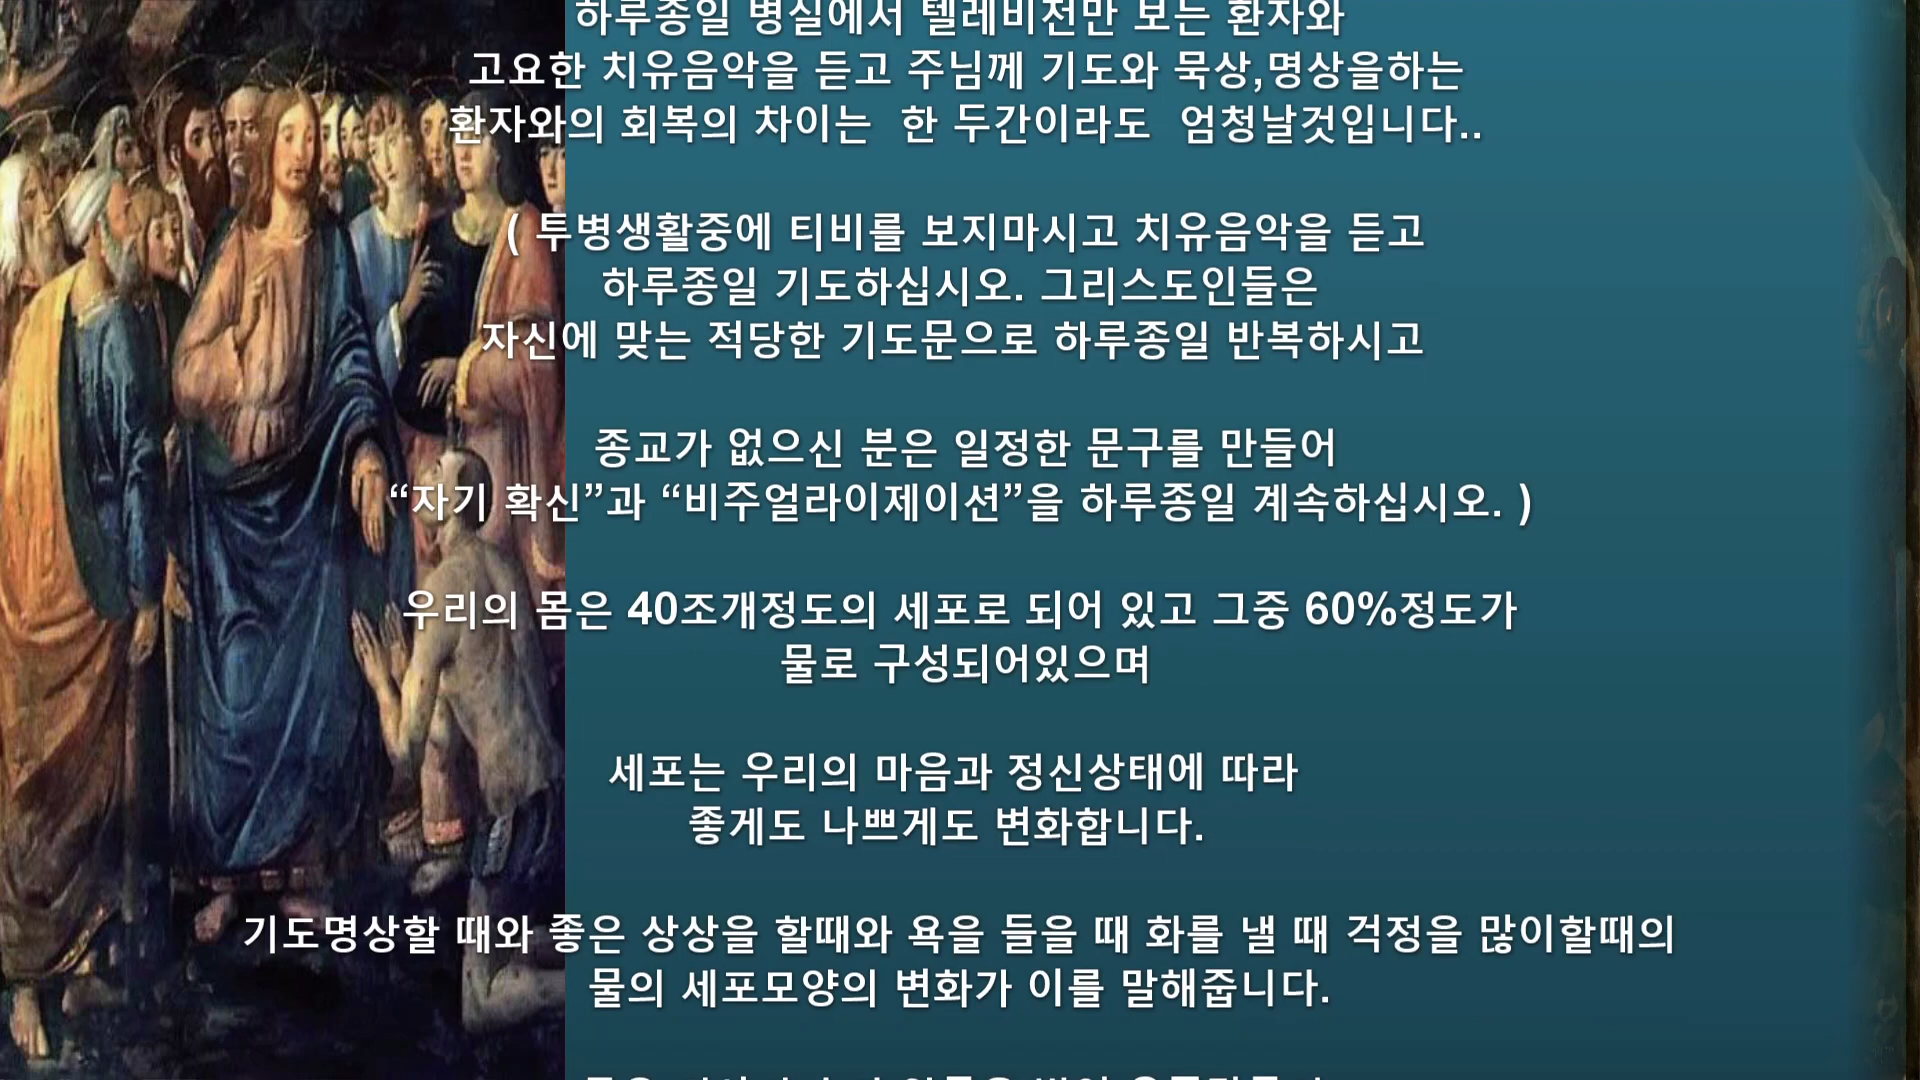 하루종일 병실에서 텔레비전만 보는 환자와
고요한 치유음악을 듣고 주님께 기도와 묵상,명상을하는
환자와의 회복의 차이는 한 두간이라도 엄청날것입니다..
( 투병생활중에 티비를 보지마시고 치유음악을 듣고
하루종일 기도하십시오. 그리스도인들은
자신에 맞는 적당한 기도문으로 하루종일 반복하시고
종교가 없으신 분은 일정한 문구를 만들어
“자기 확신”과 “비주얼라이제이션”을 하루종일 계속하십시오. )
우리의 몸은 40조개정도의 세포로 되어 있고 그중 60%정도가
물로 구성되어있으며
세포는 우리의 마음과 정신상태에 따라
좋게도 나쁘게도 변화합니다.
기도명상할 때와 좋은 상상을 할때와 욕을 들을 때 화를 낼 때 걱정을 많이할때의
물의 세포모양의 변화가 이를 말해줍니다.